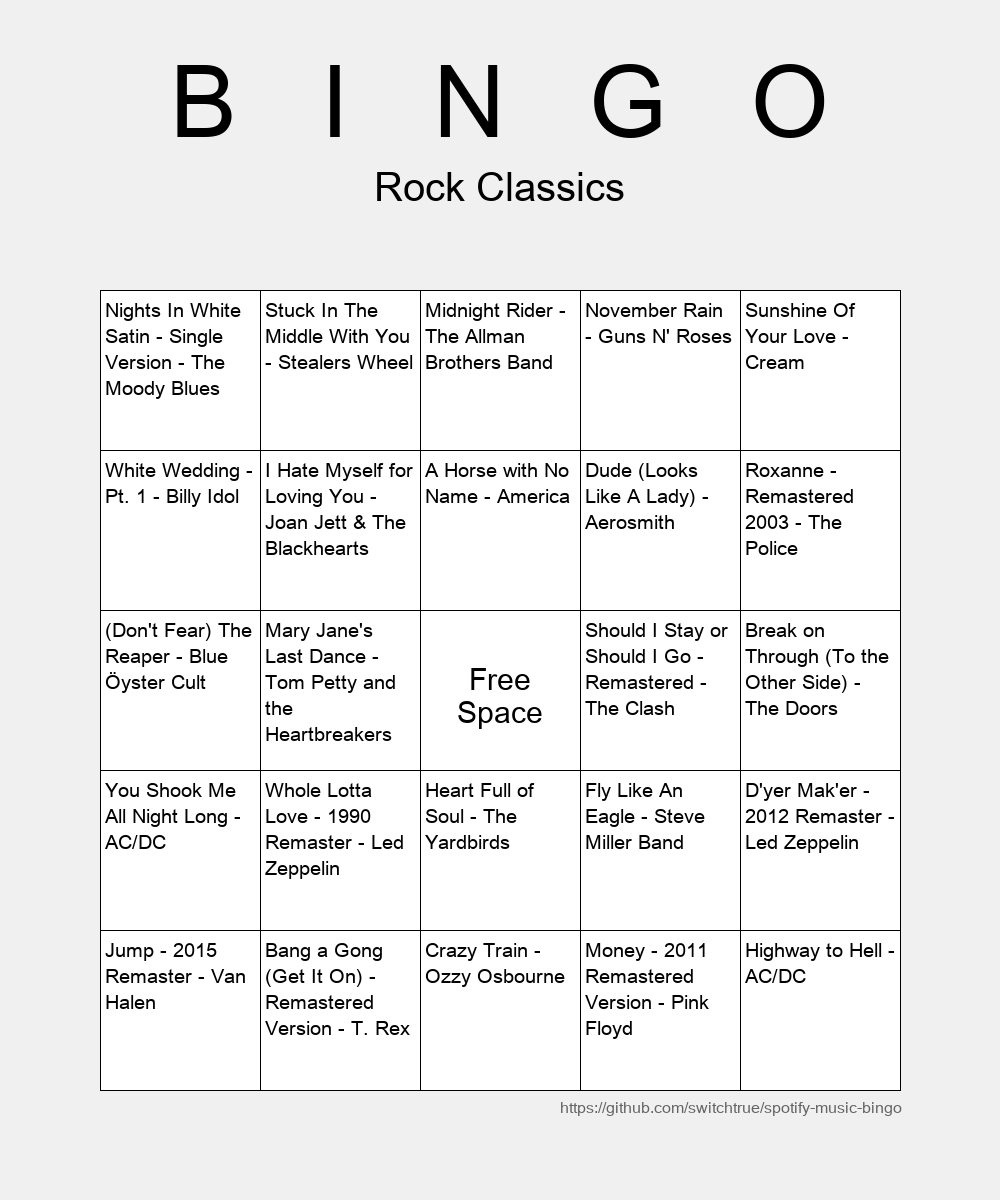 B I N G O
Rock Classics
Nights In White
Satin - Single
Version - The
Moody Blues
Stuck In The
Middle With You
- Stealers Wheel
Midnight Rider -
The Allman
Brothers Band
November Rain
- Guns N' Roses
Sunshine Of
Your Love -
Cream
White Wedding -
Pt. 1 - Billy Idol
I Hate Myself for
Loving You -
Joan Jett & The
Blackhearts
A Horse with No
Name - America
Dude (Looks
Like A Lady) -
Aerosmith
Roxanne -
Remastered
2003 - The
Police
(Don't Fear) The
Reaper - Blue
Öyster Cult
Mary Jane's
Last Dance -
Tom Petty and
the
Heartbreakers
Free
Space
Should I Stay or
Should I Go -
Remastered -
The Clash
Break on
Through (To the
Other Side) -
The Doors
You Shook Me
All Night Long -
AC/DC
Whole Lotta
Love - 1990
Remaster - Led
Zeppelin
Heart Full of
Soul - The
Yardbirds
Fly Like An
Eagle - Steve
Miller Band
D'yer Mak'er -
2012 Remaster -
Led Zeppelin
Jump - 2015
Remaster - Van
Halen
Bang a Gong
(Get It On) -
Remastered
Version - T. Rex
Crazy Train -
Ozzy Osbourne
Money - 2011
Remastered
Version - Pink
Floyd
Highway to Hell -
AC/DC
https://github.com/switchtrue/spotify-music-bingo